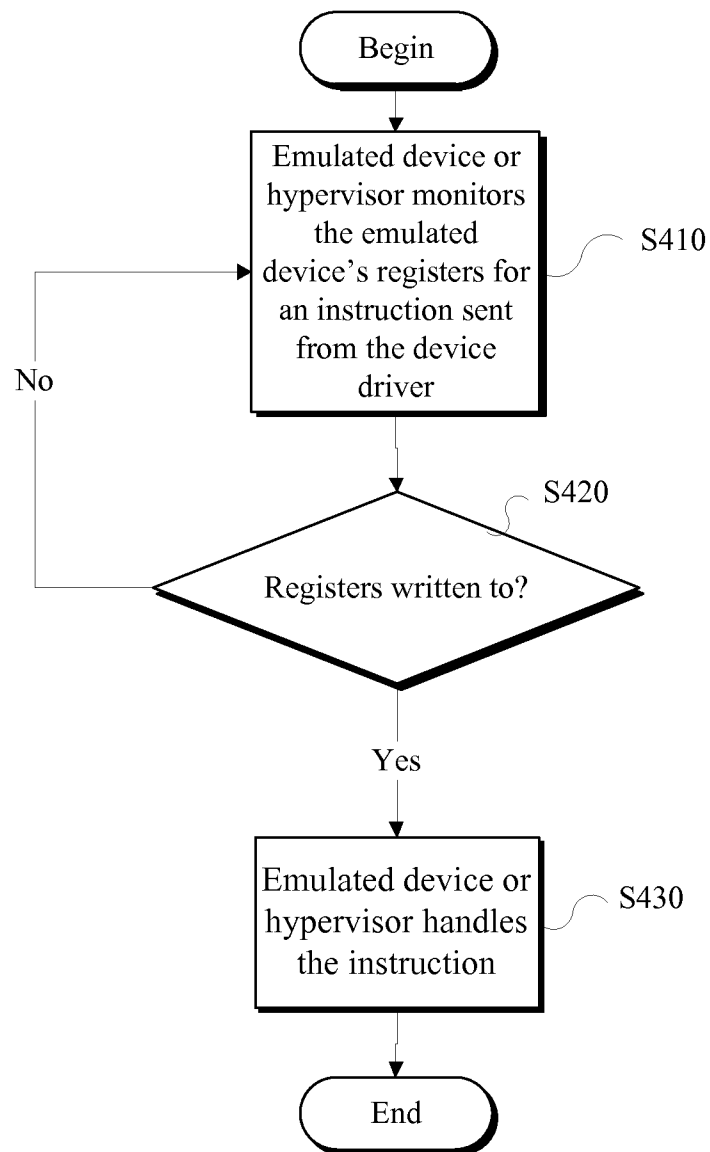 Begin
Emulated device or
hypervisor monitors
the emulated
device’s registers for
an instruction sent
from the device
driver
S410
No
S420
Registers written to?
Yes
Emulated device or
hypervisor handles
the instruction
S430
End